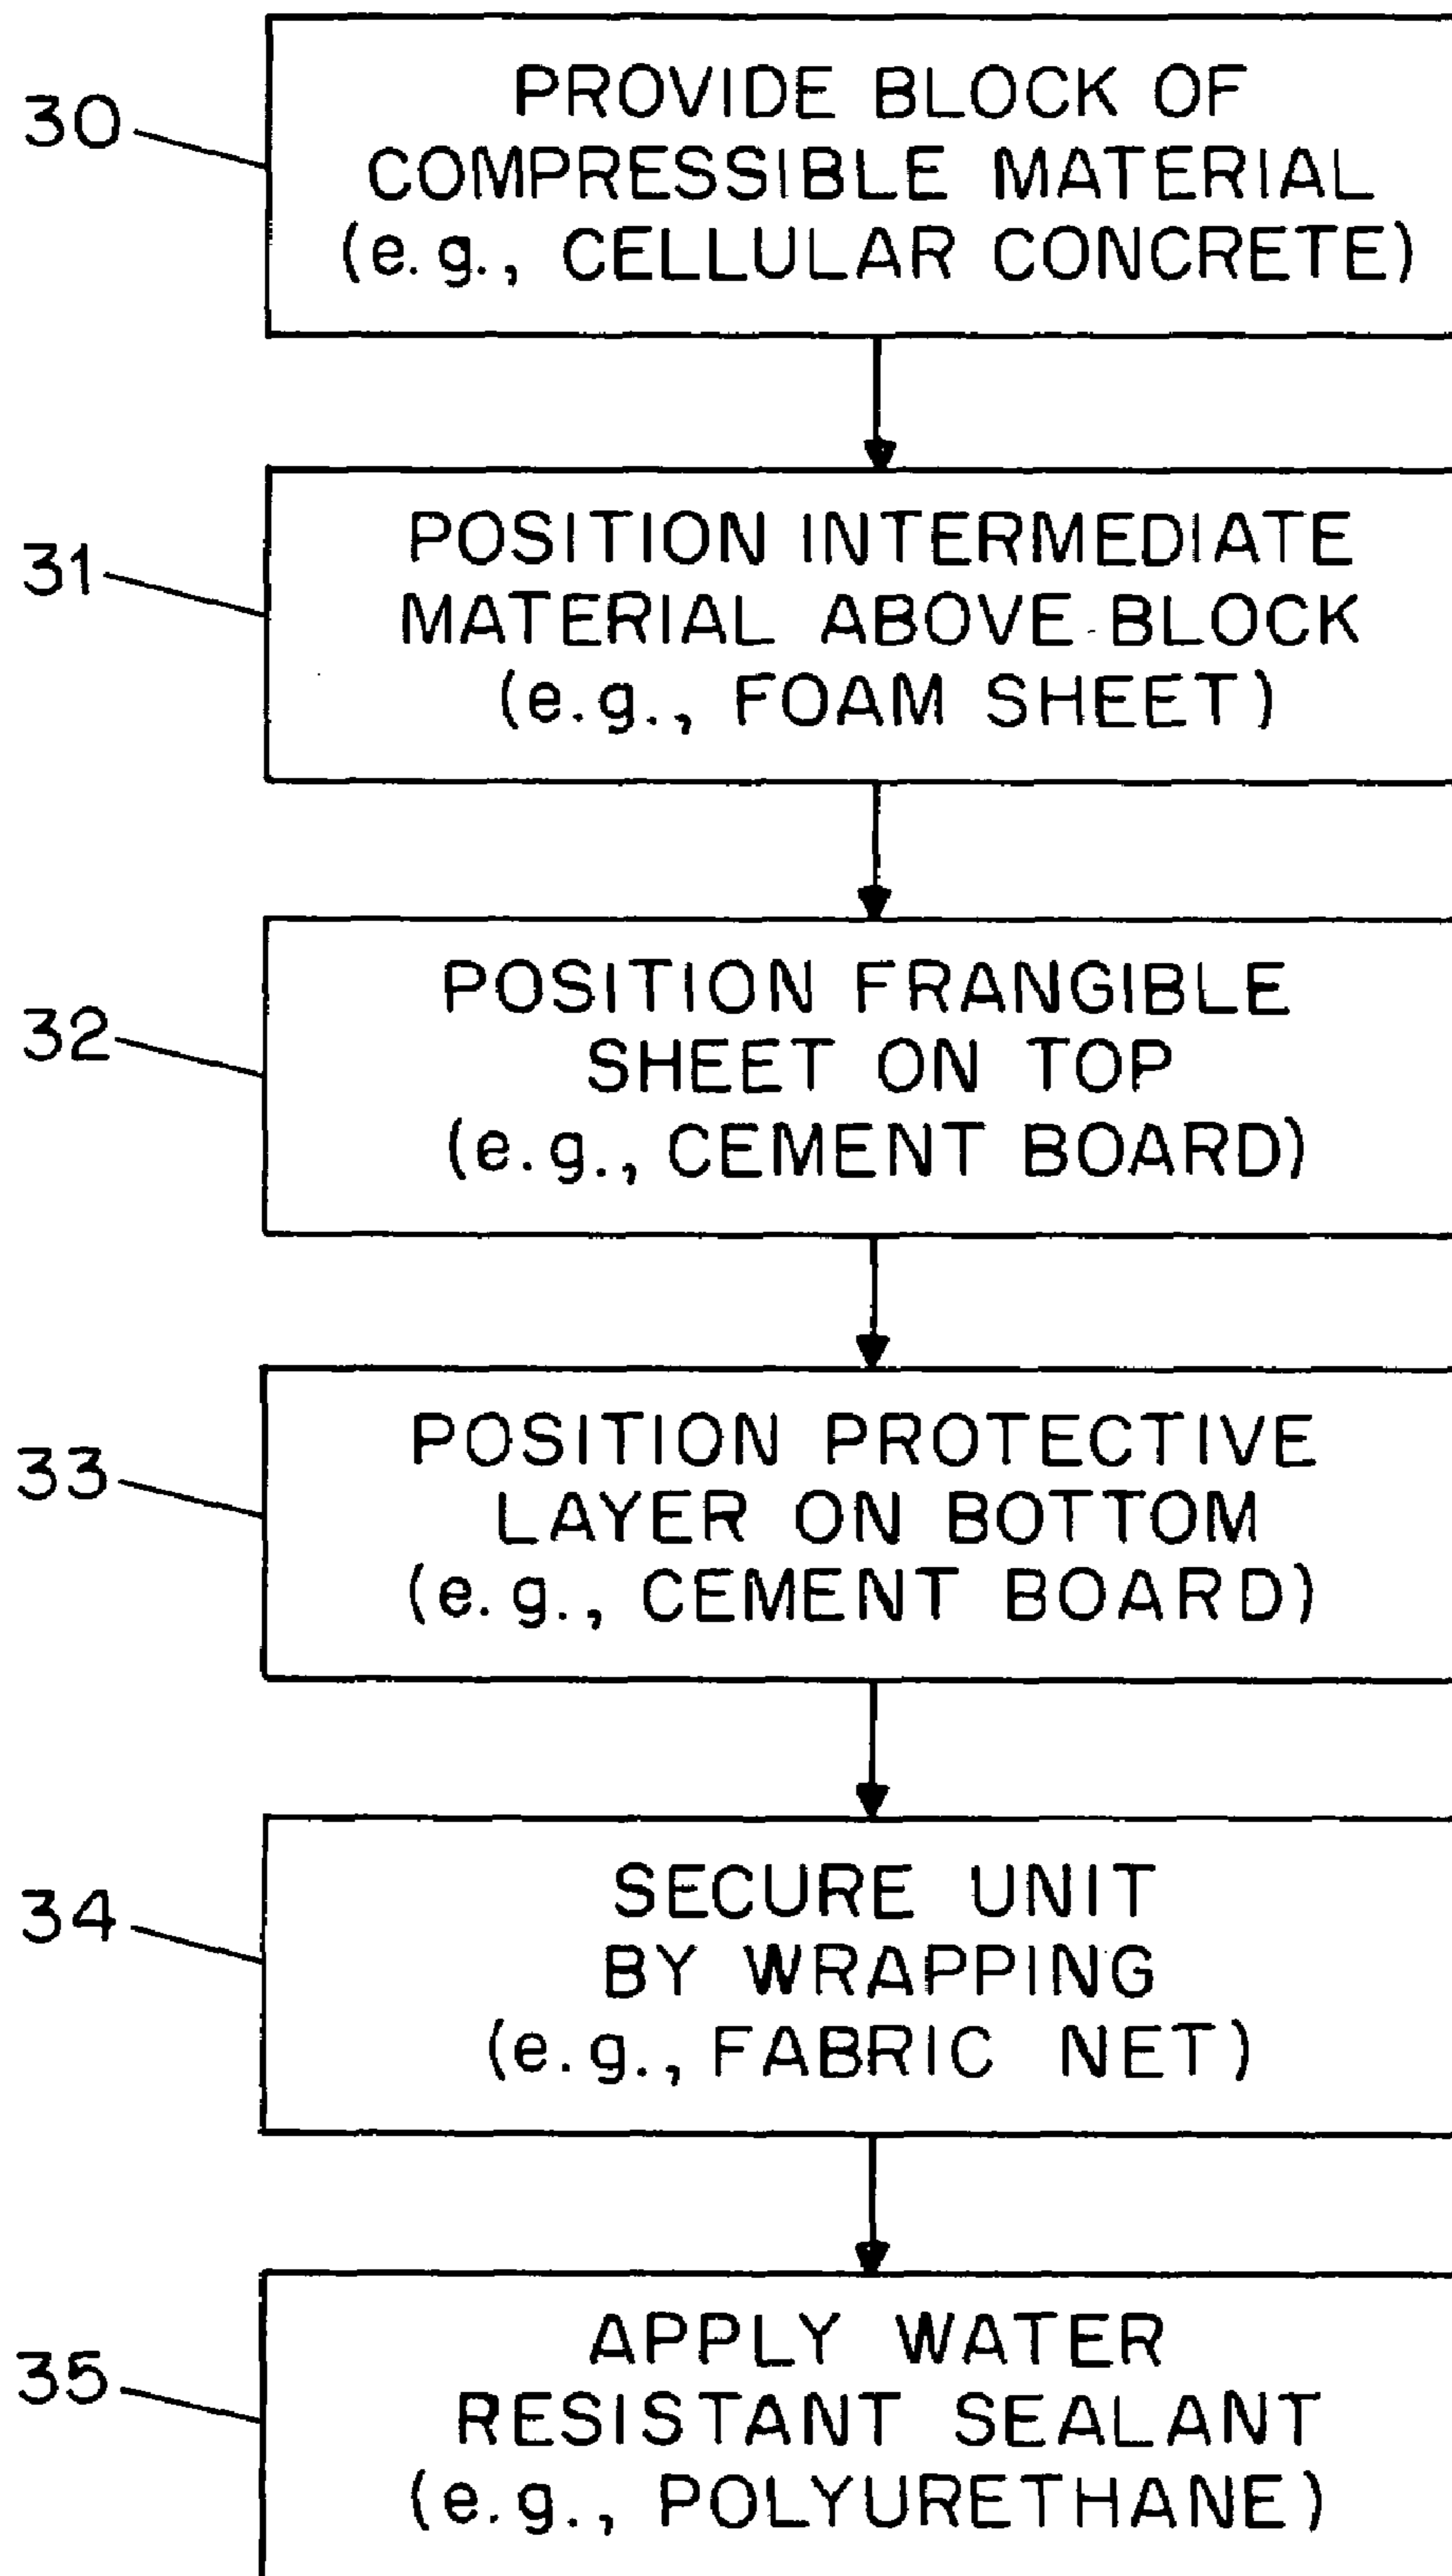 30
PROVIDE BLOCK OF
COMPRESSIBLE MATERIAL
(e.g., CELLULAR CONCRETE)
31
POSITION INTERMEDIATE
MATERIAL ABOVE BLOCK
(e.g., FOAM SHEET)
32
POSITION FRANGIBLE
SHEET ON TOP
(e.g., CEMENT BOARD)
33
POSITION PROTECTIVE
LAYER ON BOTTOM
(e.g., CEMENT BOARD)
34
SECURE UNIT
BY WRAPPING
(e.g., FABRIC NET)
35
APPLY WATER
RESISTANT SEALANT
(e.g., POLYURETHANE)